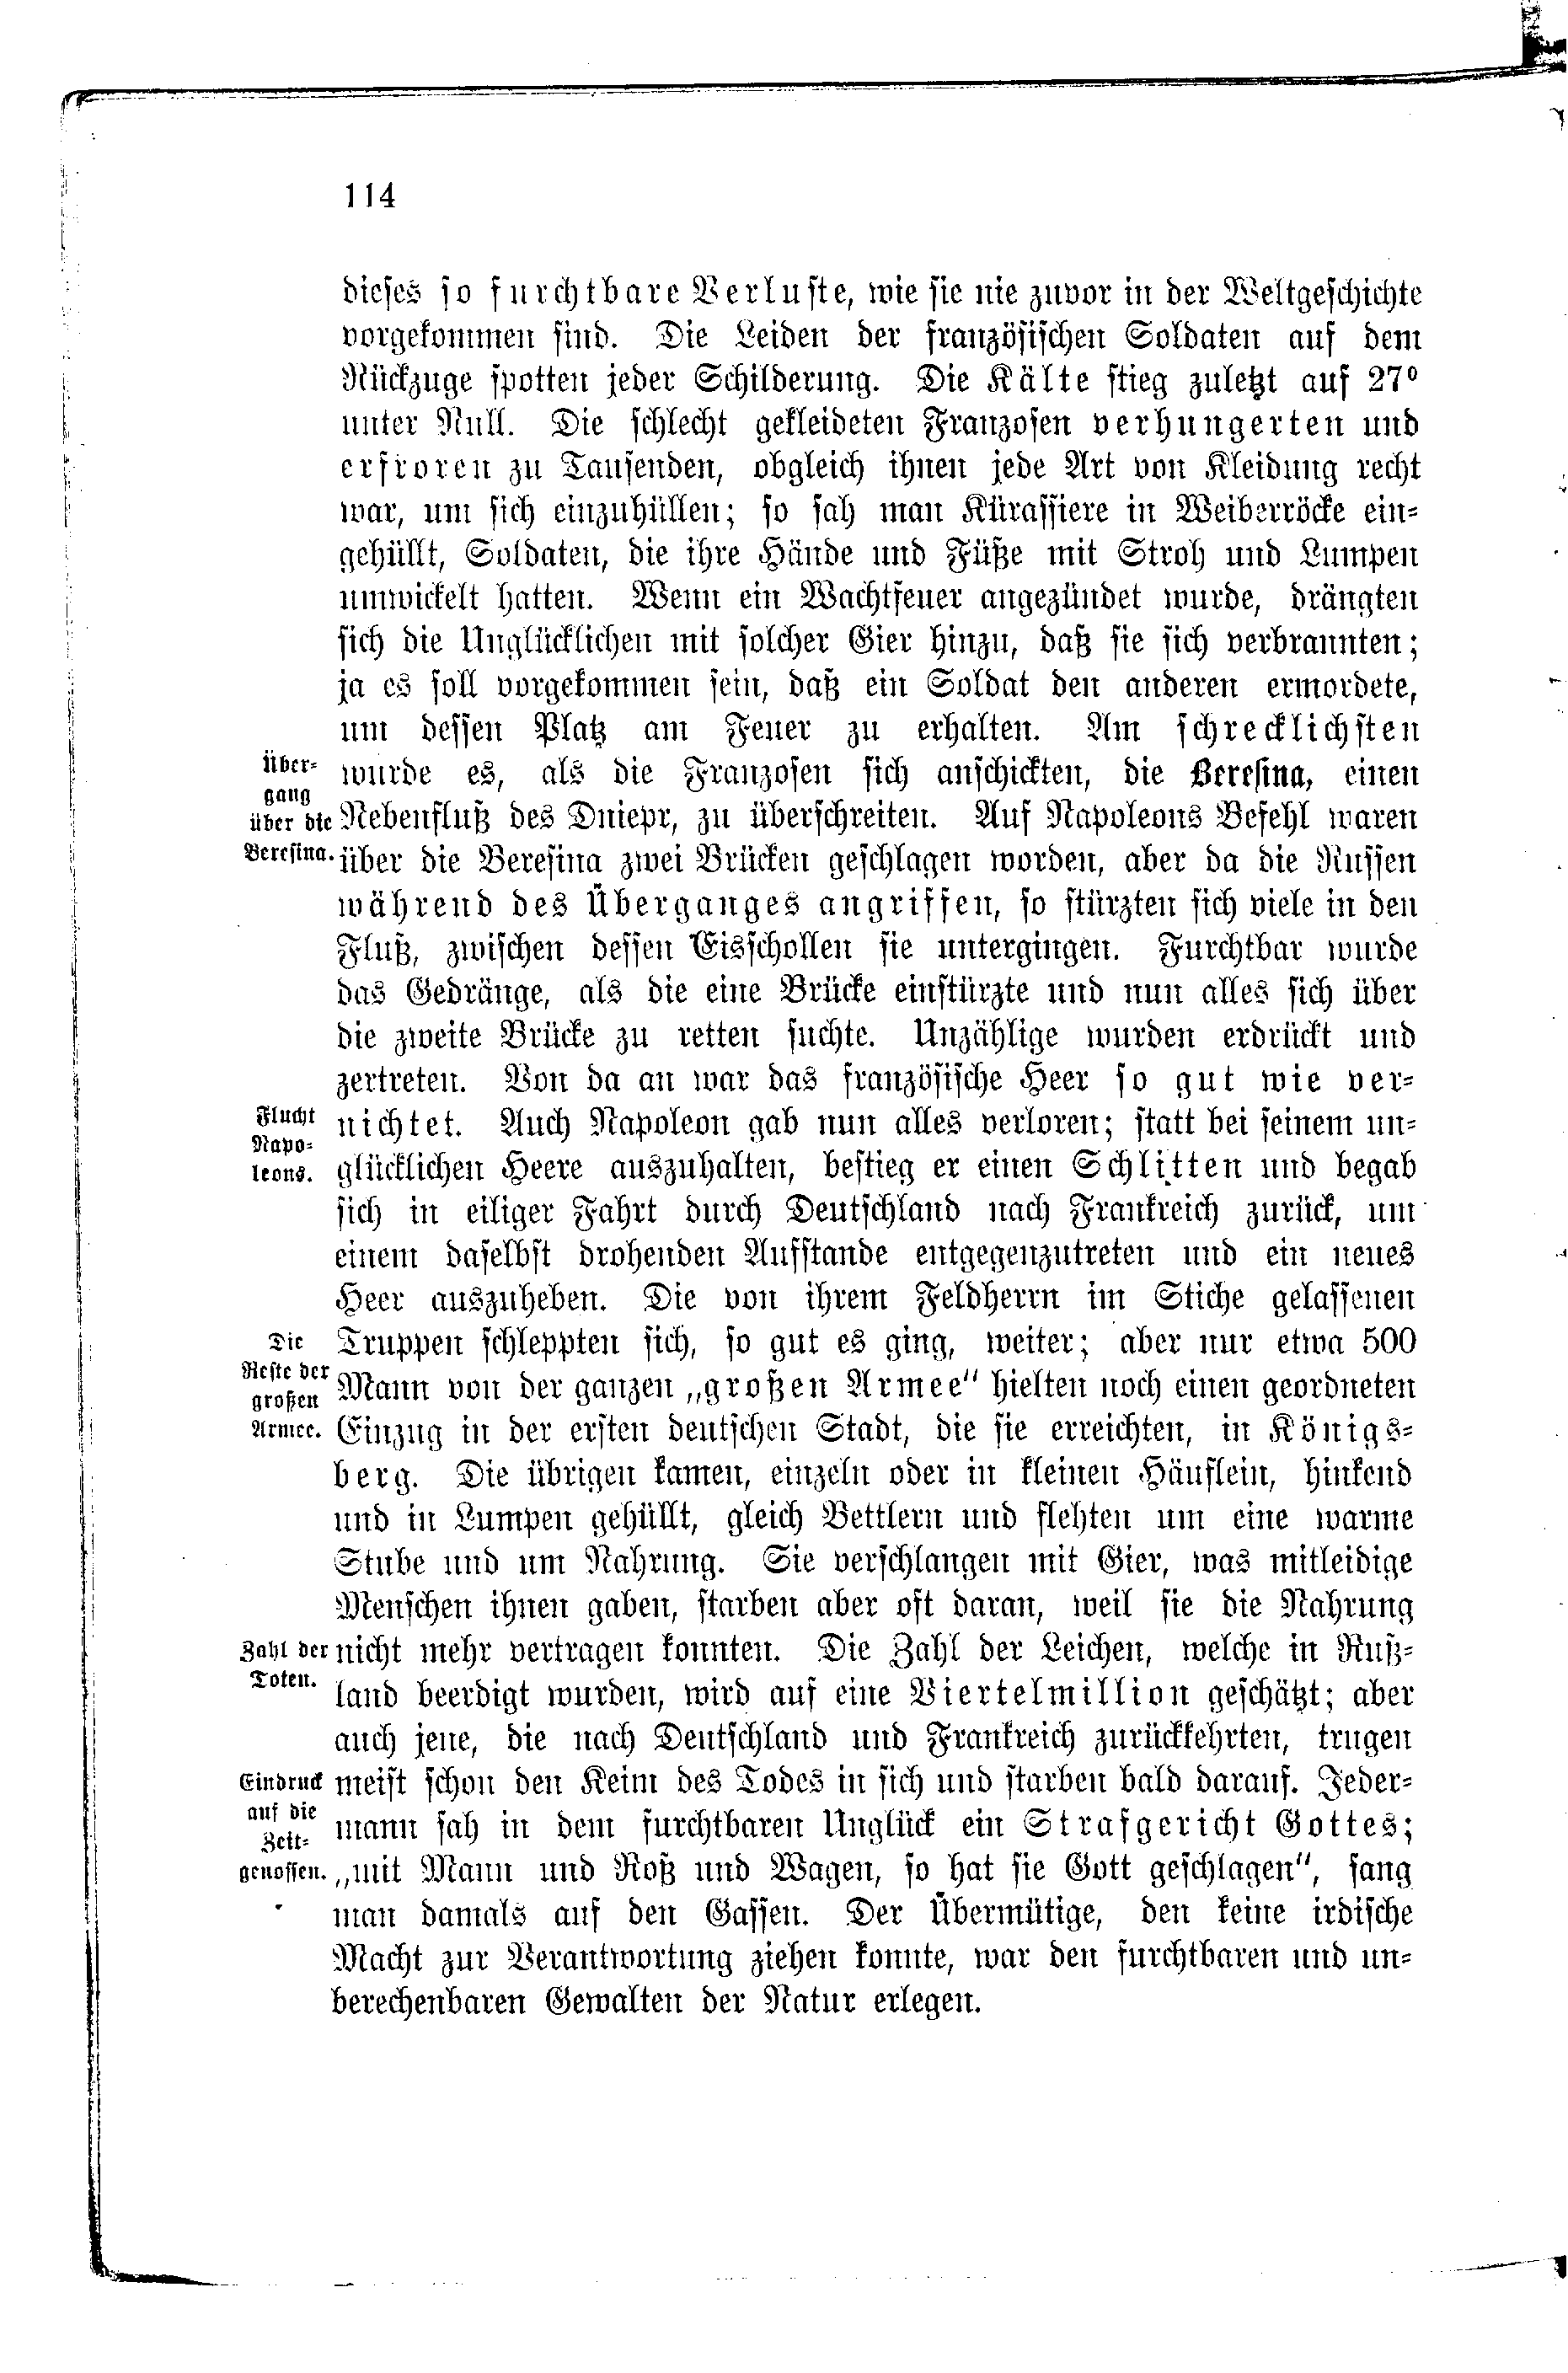 114
dieses so furchtbare Verluste, wie sie nie zuvor in der Weltgeschichte
vorgekommen sind. Die Leiden der französischen Soldaten auf dem
Rückzuge spotten jeder Schilderung. Die Kälte stieg zuletzt auf 27°
unter Null. Die schlecht gekleideten Franzosen verhungerten und
erfroren zu Tausenden, obgleich ihnen jede Art von Kleidung recht
war, um sich einzuhüllen; so sah man Kürassiere in Weiberröcke ein-
gehüllt, Soldaten, die ihre Hände und Füße mit Stroh und Lumpen
umwickelt hatten. Wenn ein Wachtfeuer angezündet wurde, drängten
sich die Unglücklichen mit solcher Gier hinzu, daß sie sich verbrannten;
ja es soll vorgekommen sein, daß ein Soldat den anderen ermordete,
um dessen Platz am Feuer zu erhalten. Am schrecklichsten
Über-
gang
über die
Beresina.
wurde es, als die Franzosen sich anschickten, die Beresina, einen
Nebenfluß des Dniepr, zu überschreiten. Auf Napoleons Befehl waren
über die Beresina zwei Brücken geschlagen worden, aber da die Russen
während des Überganges angriffen, so stürzten sich viele in den
Fluß, zwischen dessen Eisschollen sie untergingen. Furchtbar wurde
das Gedränge, als die eine Brücke einstürzte und nun alles sich über
die zweite Brücke zu retten suchte. Unzählige wurden erdrückt und
zertreten. Von da an war das französische Heer so gut wie ver-
Flucht
Napo-
leons.
nichtet. Auch Napoleon gab nun alles verloren; statt bei seinem un-
glücklichen Heere auszuhalten, bestieg er einen Schlitten und begab
sich in eiliger Fahrt durch Deutschland nach Frankreich zurück, um
einem daselbst drohenden Aufstande entgegenzutreten und ein neues
Heer auszuheben. Die von ihrem Feldherrn im Stiche gelassenen
Die
Reste der
großen
Armee.
Truppen schleppten sich, so gut es ging, weiter; aber nur etwa 500
Mann von der ganzen „großen Armee" hielten noch einen geordneten
Einzug in der ersten deutschen Stadt, die sie erreichten, in Königs-
berg. Die übrigen kamen, einzeln oder in kleinen Häuflein, hinkend
und in Lumpen gehüllt, gleich Bettlern und flehten um eine warme
Stube und um Nahrung. Sie verschlangen mit Gier, was mitleidige
Menschen ihnen gaben, starben aber oft daran, weil sie die Nahrung
Zahl der
Toten.
nicht mehr vertragen konnten. Die Zahl der Leichen, welche in Ruß-
land beerdigt wurden, wird auf eine Viertelmillion geschätzt; aber
auch jene, die nach Deutschland und Frankreich zurückkehrten, trugen
Eindruck
auf die
Zeit-
genossen.
meist schon den Keim des Todes in sich und starben bald darauf. Jeder-
mann sah in dem furchtbaren Unglück ein Strafgericht Gottes;
„mit Mann und Roß und Wagen, so hat sie Gott geschlagen", sang
man damals auf den Gassen. Der Übermütige, den keine irdische
Macht zur Verantwortung ziehen konnte, war den furchtbaren und un-
berechenbaren Gewalten der Natur erlegen.